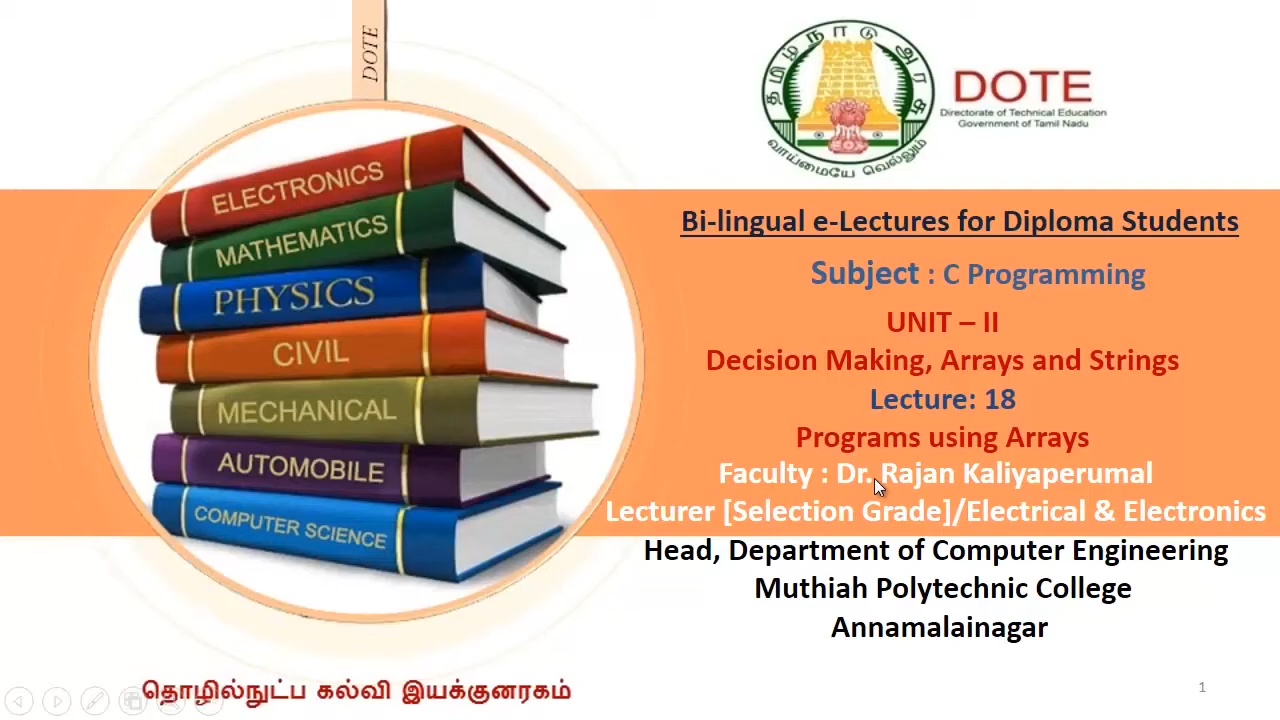 DOTE
தமிழ்நாடு அரசு
வாய்மையே வெல்லும்
DOTE
Directorate of Technical Education
Government of Tamil Nadu
ELECTRONICS
MATHEMATICS
PHYSICS
CIVIL
MECHANICAL
AUTOMOBILE
COMPUTER SCIENCE
Bi-lingual e-Lectures for Diploma Students
Subject : C Programming
UNIT – II
Decision Making, Arrays and Strings
Lecture: 18
Programs using Arrays
Faculty : Dr. Rajan Kaliyaperumal
Lecturer [Selection Grade]/Electrical & Electronics
Head, Department of Computer Engineering
Muthiah Polytechnic College
Annamalainagar
தொழில்நுட்ப கல்வி இயக்குனரகம்
1